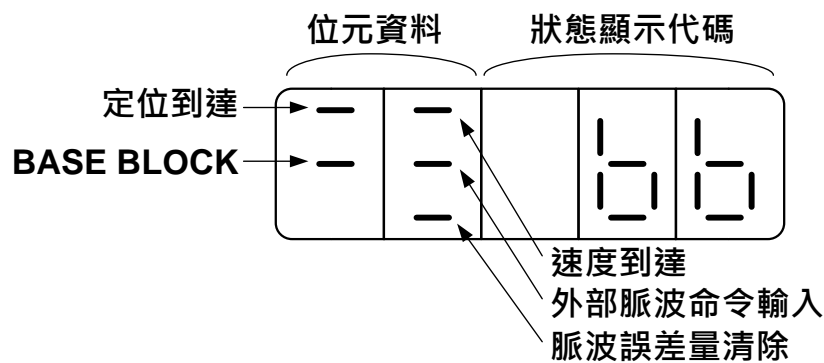 位元資料 狀態顯示代碼
定位到達
BASE BLOCK
bb
速度到達
外部脈波命令輸入
脈波誤差量清除